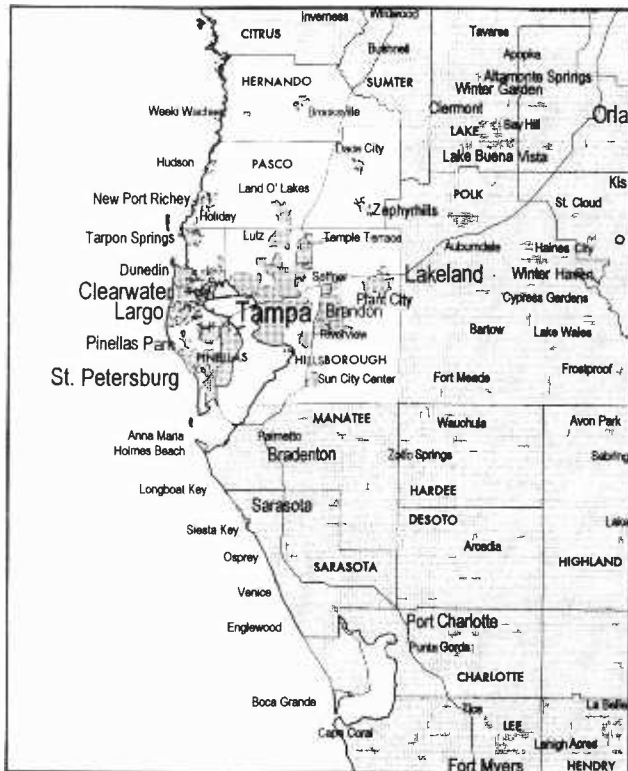 Inverness
Wildwood
CITRUS
Tavares
Bushnell
Apopka
HERNANDO
SUMTER
Altamonte Springs
Winter Garden
Clermont
Weeki Wachee
Brooksville
LAKE
Bay Hill
Orla
Dade City
Lake Buena Vista
Hudson
PASCO
Land O' Lakes
POLK
Kis
New Port Richey
Holiday
Zephyrhills
St. Cloud
Tarpon Springs
Lutz
Temple Terrace
Auburndale
Haines City
Dunedin
Seffner
Lakeland
Winter Haven
Clearwater
Plant City
Cypress Gardens
Largo
Tampa
Brandon
Pinellas Park
Riverview
Bartow
Lake Wales
PINELLAS
HILLSBOROUGH
St. Petersburg
Sun City Center
Fort Meade
Frostproof
MANATEE
Wauchula
Avon Park
Anna Maria
Palmetto
Holmes Beach
Bradenton
Zolfo Springs
Sebring
Longboat Key
HARDEE
Sarasota
DESOTO
Lake
Siesta Key
Arcadia
Osprey
SARASOTA
HIGHLAND
Venice
Englewood
Port Charlotte
Punta Gorda
CHARLOTTE
Boca Grande
Tice
La Belle
Cape Coral
LEE
Lehigh Acres
Fort Myers
HENDRY